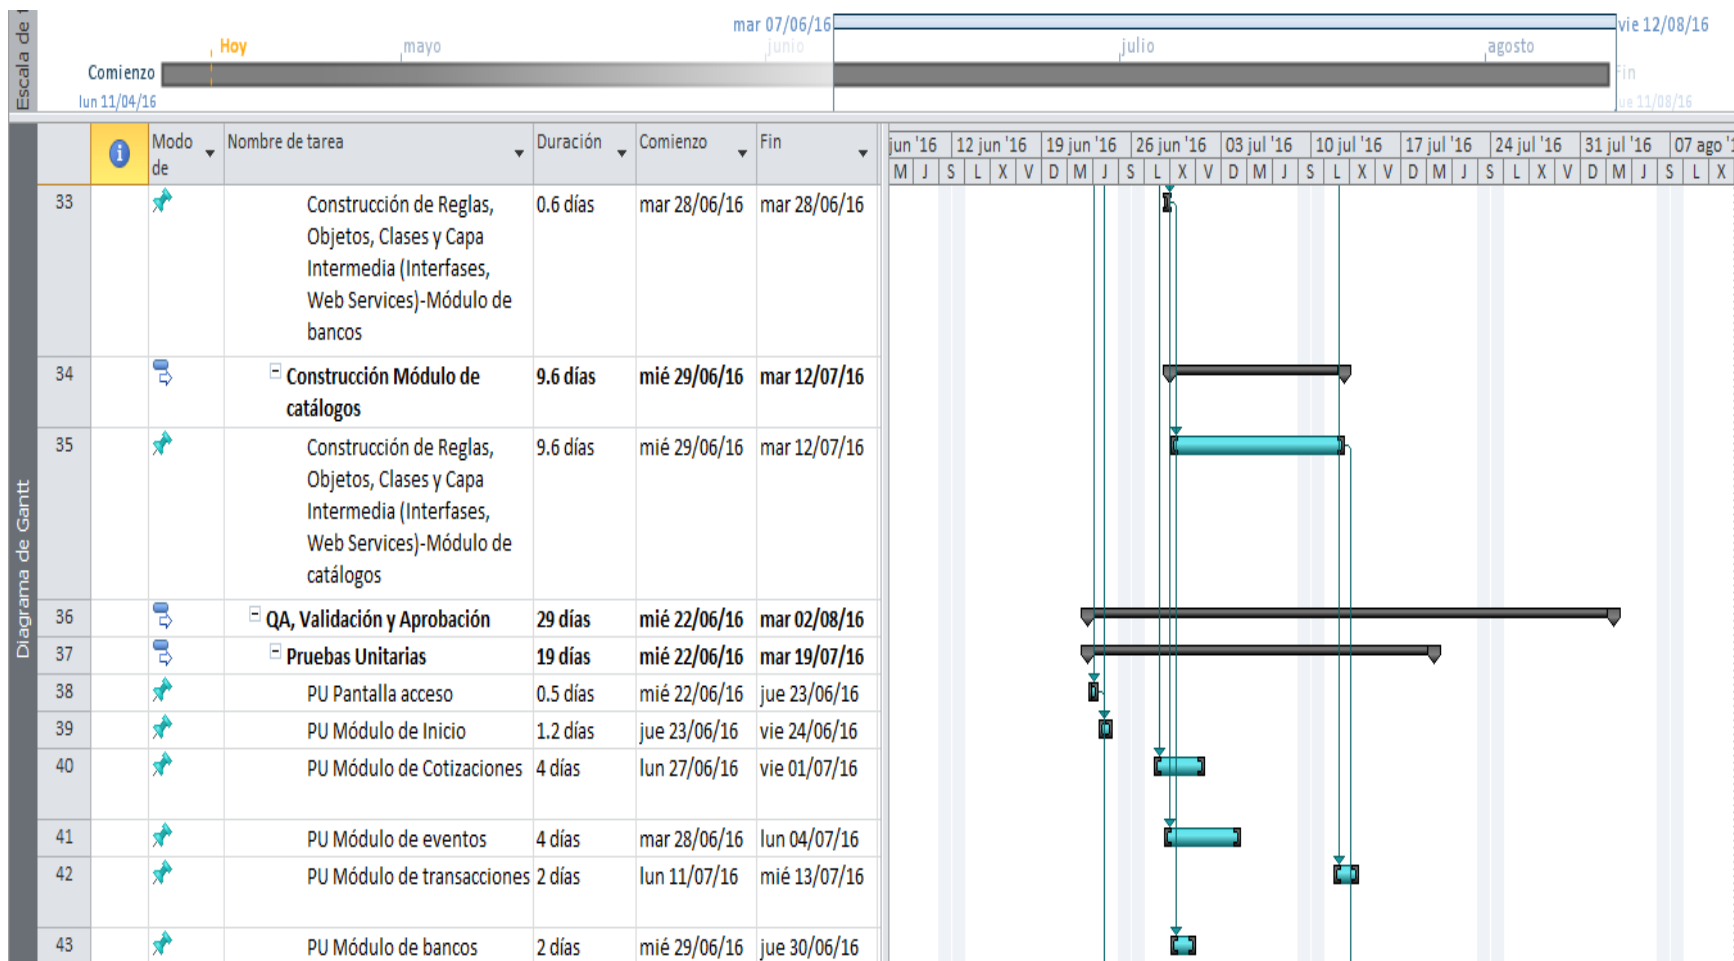 Escala de t
mar 07/06/16
vie 12/08/16
Hoy
mayo
junio
julio
agosto
Comienzo
Fin
lun 11/04/16
jue 11/08/16
Diagrama de Gantt
Modo de
Nombre de tarea
Duración
Comienzo
Fin
jun '16 12 jun '16 19 jun '16 26 jun '16 03 jul '16 10 jul '16 17 jul '16 24 jul '16 31 jul '16 07 ago '1
M J S L X V D M J S L X V D M J S L X V D M J S L X V D M J S L X
33 Construcción de Reglas, 0.6 días mar 28/06/16 mar 28/06/16
Objetos, Clases y Capa
Intermedia (Interfases,
Web Services)-Módulo de
bancos
34 Construcción Módulo de 9.6 días mié 29/06/16 mar 12/07/16
catálogos
35 Construcción de Reglas, 9.6 días mié 29/06/16 mar 12/07/16
Objetos, Clases y Capa
Intermedia (Interfases,
Web Services)-Módulo de
catálogos
36 QA, Validación y Aprobación 29 días mié 22/06/16 mar 02/08/16
37 Pruebas Unitarias 19 días mié 22/06/16 mar 19/07/16
38 PU Pantalla acceso 0.5 días mié 22/06/16 jue 23/06/16
39 PU Módulo de Inicio 1.2 días jue 23/06/16 vie 24/06/16
40 PU Módulo de Cotizaciones 4 días lun 27/06/16 vie 01/07/16
41 PU Módulo de eventos 4 días mar 28/06/16 lun 04/07/16
42 PU Módulo de transacciones 2 días lun 11/07/16 mié 13/07/16
43 PU Módulo de bancos 2 días mié 29/06/16 jue 30/06/16